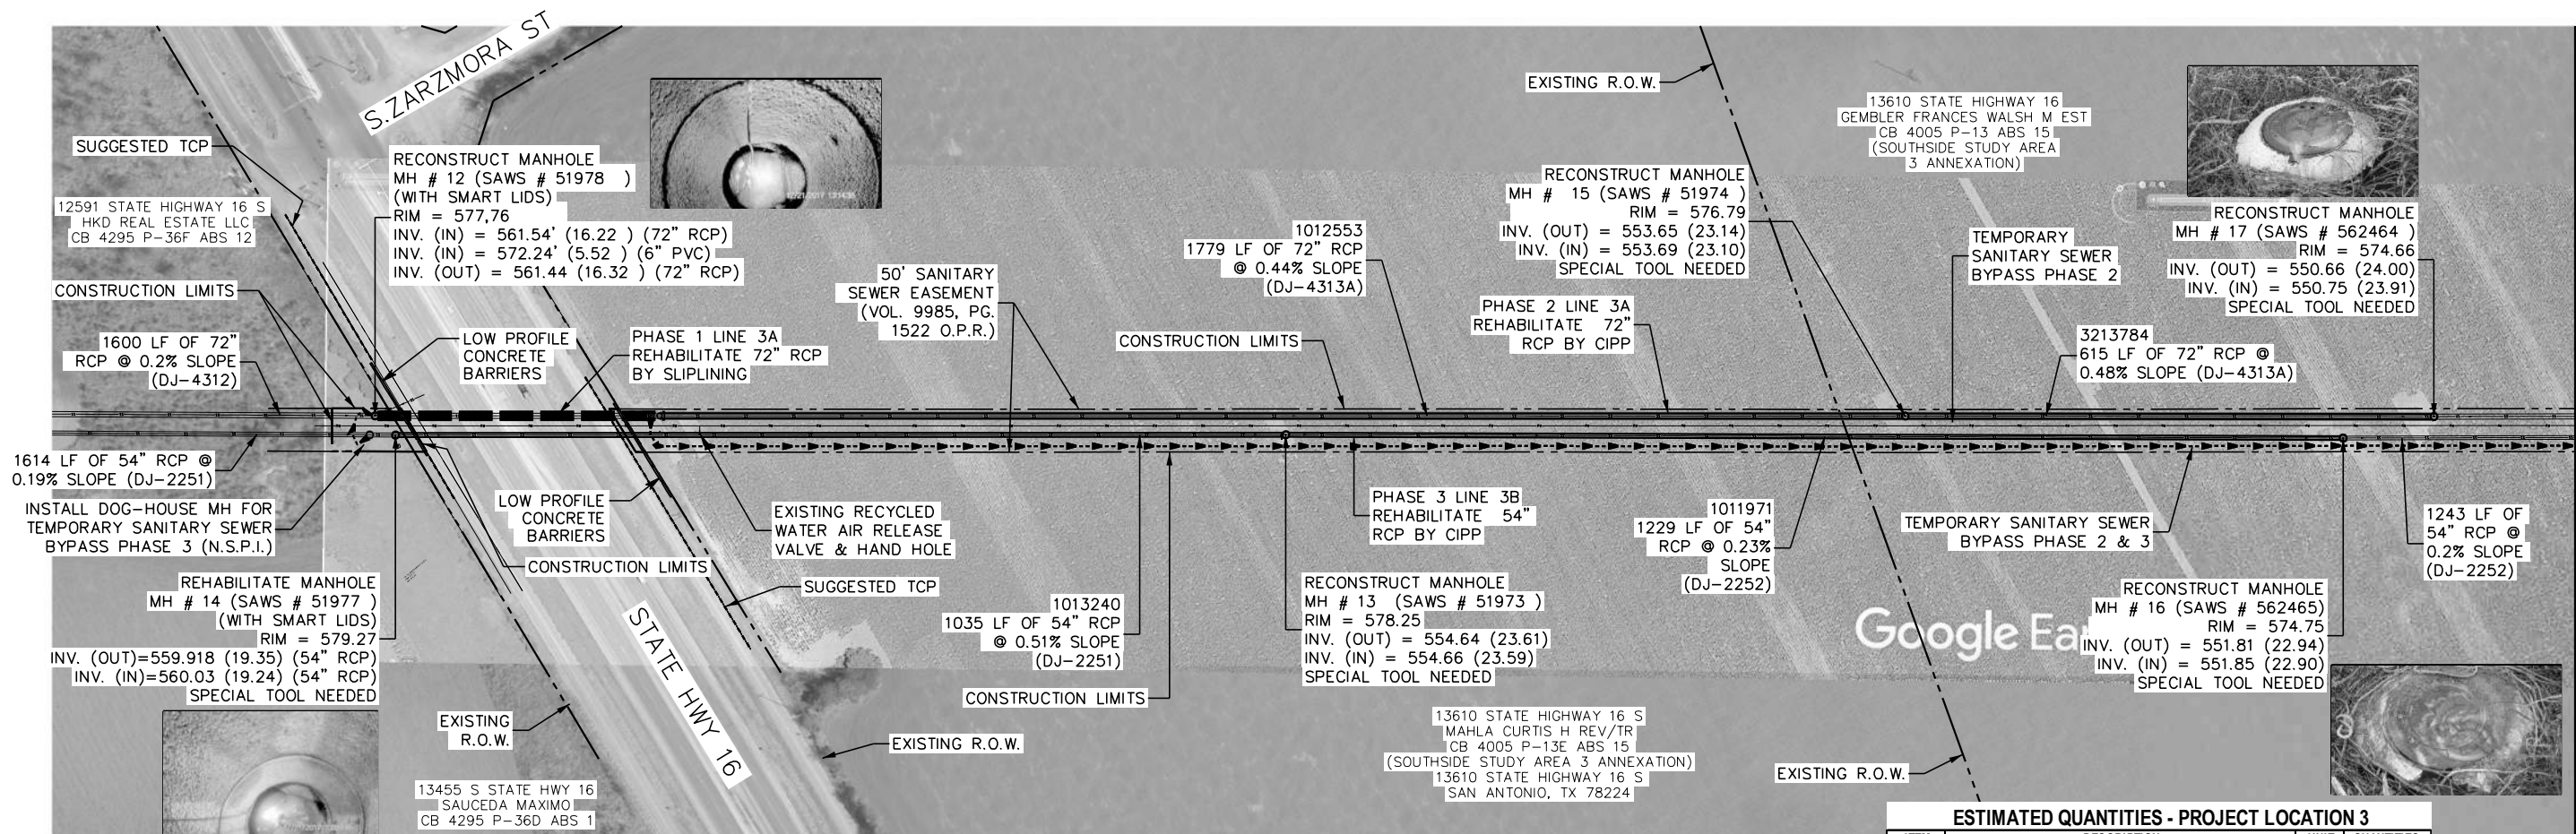 S.ZARZMORA ST
SUGGESTED TCP
12591 STATE HIGHWAY 16 S
HKD REAL ESTATE LLC
CB 4295 P-36F ABS 12
RECONSTRUCT MANHOLE
MH # 12 (SAWS # 51978 )
(WITH SMART LIDS)
RIM = 577,76
INV. (IN) = 561.54' (16.22 ) (72" RCP)
INV. (IN) = 572.24' (5.52 ) (6" PVC)
INV. (OUT) = 561.44 (16.32 ) (72" RCP)
CONSTRUCTION LIMITS
1600 LF OF 72"
RCP @ 0.2% SLOPE
(DJ-4312)
LOW PROFILE
CONCRETE
BARRIERS
PHASE 1 LINE 3A
REHABILITATE 72" RCP
BY SLIPLINING
50' SANITARY
SEWER EASEMENT
(VOL. 9985, PG.
1522 O.P.R.)
1012553
1779 LF OF 72" RCP
@ 0.44% SLOPE
(DJ-4313A)
CONSTRUCTION LIMITS
EXISTING R.O.W.
RECONSTRUCT MANHOLE
MH # 15 (SAWS # 51974 )
RIM = 576.79
INV. (OUT) = 553.65 (23.14)
INV. (IN) = 553.69 (23.10)
SPECIAL TOOL NEEDED
PHASE 2 LINE 3A
REHABILITATE 72"
RCP BY CIPP
13610 STATE HIGHWAY 16
GEMBLER FRANCES WALSH M EST
CB 4005 P-13 ABS 15
(SOUTHSIDE STUDY AREA
3 ANNEXATION)
TEMPORARY
SANITARY SEWER
BYPASS PHASE 2
RECONSTRUCT MANHOLE
MH # 17 (SAWS # 562464 )
RIM = 574.66
INV. (OUT) = 550.66 (24.00)
INV. (IN) = 550.75 (23.91)
SPECIAL TOOL NEEDED
3213784
615 LF OF 72" RCP @
0.48% SLOPE (DJ-4313A)
1614 LF OF 54" RCP @
0.19% SLOPE (DJ-2251)
INSTALL DOG-HOUSE MH FOR
TEMPORARY SANITARY SEWER
BYPASS PHASE 3 (N.S.P.I.)
REHABILITATE MANHOLE
MH # 14 (SAWS # 51977 )
(WITH SMART LIDS)
RIM = 579.27
INV. (OUT)=559.918 (19.35) (54" RCP)
INV. (IN)=560.03 (19.24) (54" RCP)
SPECIAL TOOL NEEDED
LOW PROFILE
CONCRETE
BARRIERS
CONSTRUCTION LIMITS
EXISTING RECYCLED
WATER AIR RELEASE
VALVE & HAND HOLE
SUGGESTED TCP
STATE HWY 16
EXISTING
R.O.W.
EXISTING R.O.W.
13455 S STATE HWY 16
SAUCEDA MAXIMO
CB 4295 P-36D ABS 1
1013240
1035 LF OF 54" RCP
@ 0.51% SLOPE
(DJ-2251)
CONSTRUCTION LIMITS
PHASE 3 LINE 3B
REHABILITATE 54"
RCP BY CIPP
RECONSTRUCT MANHOLE
MH # 13 (SAWS # 51973 )
RIM = 578.25
INV. (OUT) = 554.64 (23.61)
INV. (IN) = 554.66 (23.59)
SPECIAL TOOL NEEDED
13610 STATE HIGHWAY 16 S
MAHLA CURTIS H REV/TR
CB 4005 P-13E ABS 15
(SOUTHSIDE STUDY AREA 3 ANNEXATION)
13610 STATE HIGHWAY 16 S
SAN ANTONIO, TX 78224
1011971
1229 LF OF 54"
RCP @ 0.23%
SLOPE
(DJ-2252)
TEMPORARY SANITARY SEWER
BYPASS PHASE 2 & 3
1243 LF OF
54" RCP @
0.2% SLOPE
(DJ-2252)
Google Ea
RECONSTRUCT MANHOLE
MH # 16 (SAWS # 562465)
RIM = 574.75
INV. (OUT) = 551.81 (22.94)
INV. (IN) = 551.85 (22.90)
SPECIAL TOOL NEEDED
EXISTING R.O.W.
ESTIMATED QUANTITIES - PROJECT LOCATION 3